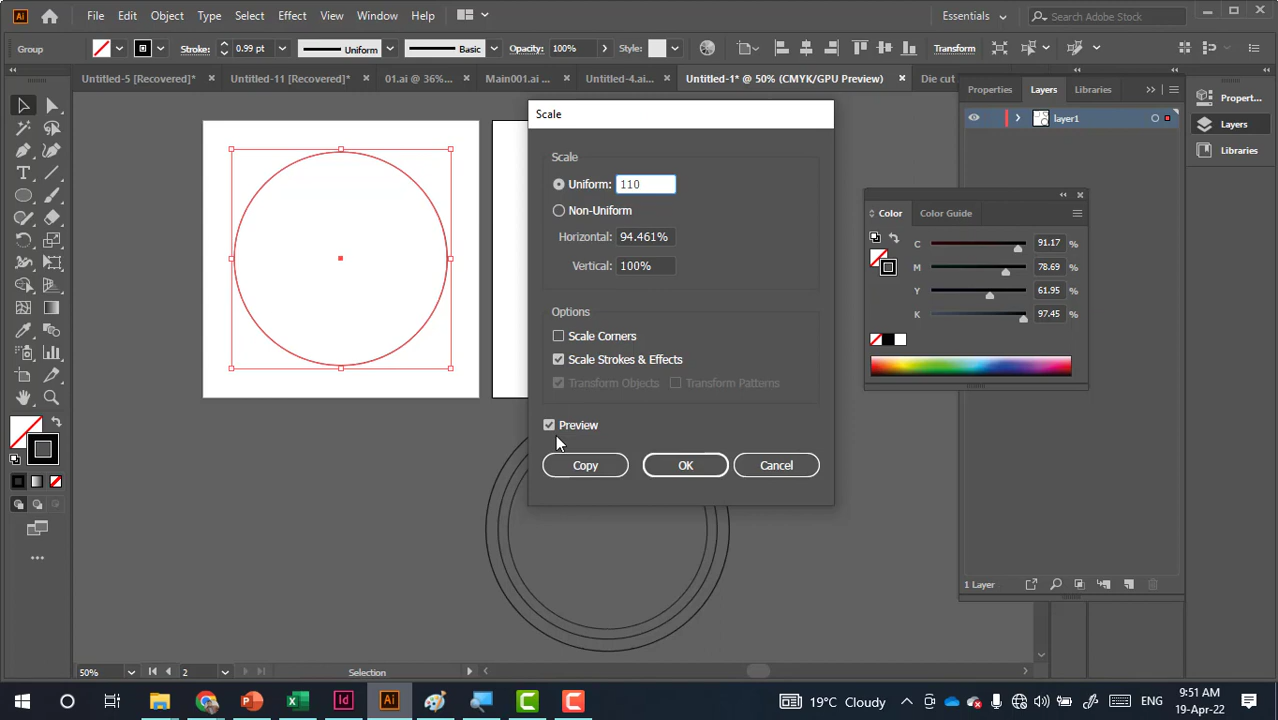 Ai File Edit Object Type Select Effect View Window Help Essentials Search Adobe Stock
Group Stroke: 0.99 pt Uniform Basic Opacity: 100% Style: Transform
Untitled-5 [Recovered]* × Untitled-11 [Recovered]* × 01.ai @ 36%... × Main001.ai ... × Untitled-4.ai... × Untitled-1* @ 50% (CMYK/GPU Preview) × Die cut
Properties Layers Libraries
layer1
Propert...
Layers
Libraries
Scale
Scale
Uniform: 110
Non-Uniform
Horizontal: 94.461%
Vertical: 100%
Options
Scale Corners
Scale Strokes & Effects
Transform Objects Transform Patterns
Preview
Copy OK Cancel
Color Color Guide
C 91.17 %
M 78.69 %
Y 61.95 %
K 97.45 %
1 Layer
50% 2 Selection
Id Ai 19°C Cloudy ENG 9:51 AM
19-Apr-22